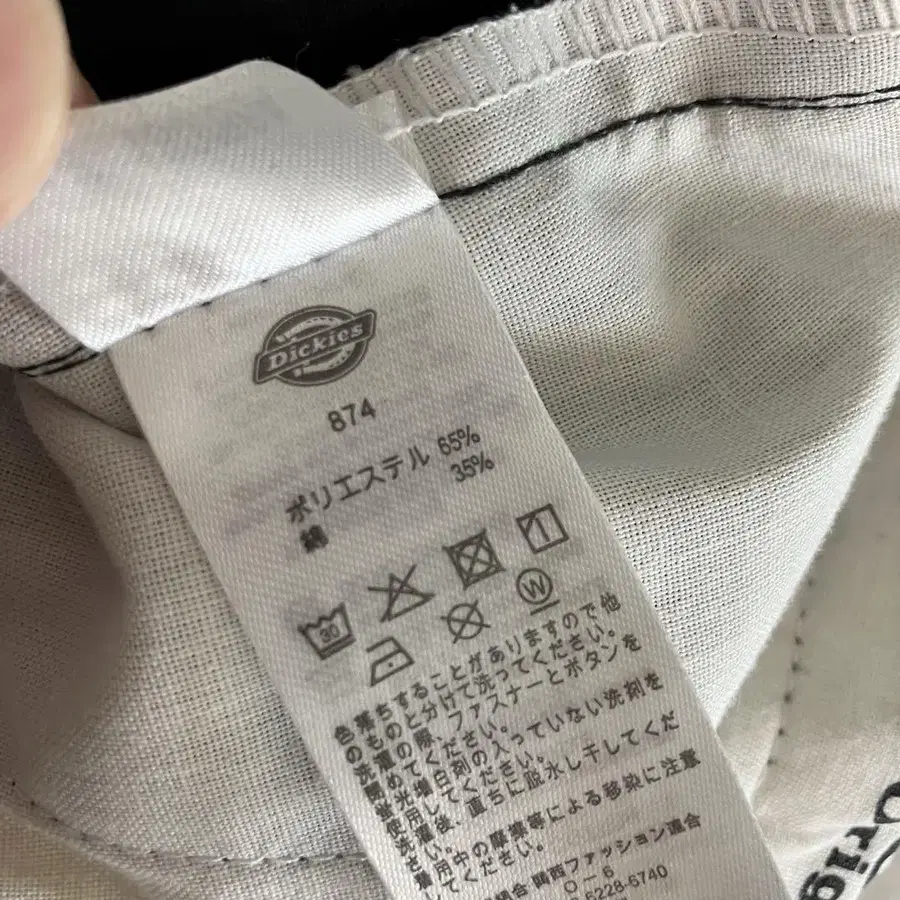 Dickies
874
ポリエステル 65%
綿 35%
30
W
色落ちすることがありますので他
のものと分けて洗ってください。
洗濯の際、ファスナーとボタンを
閉めてください。
蛍光増白剤の入っていない洗剤を
使用してください。
洗濯後、直ちに脱水し干してくだ
さい。
着用中の摩擦等による移染に注意
してください。
組合 関西ファッション連合
○－6
6228-6740
Orig